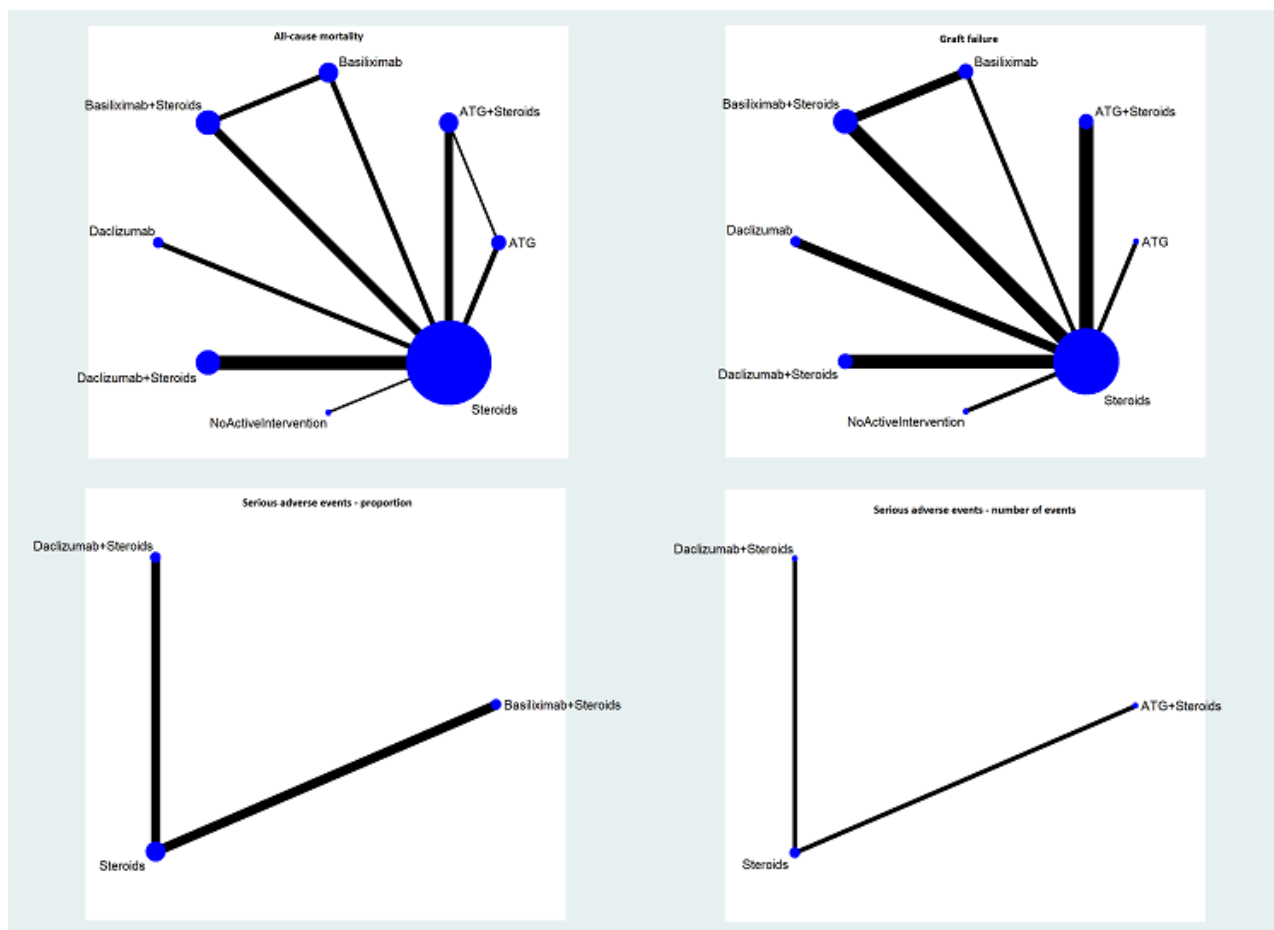 All-cause mortality
Basiliximab
Basiliximab+Steroids
ATG+Steroids
Daclizumab
ATG
Daclizumab+Steroids
Steroids
NoActiveIntervention
Graft failure
Basiliximab
Basiliximab+Steroids
ATG+Steroids
Daclizumab
ATG
Daclizumab+Steroids
Steroids
NoActiveIntervention
Serious adverse events - proportion
Daclizumab+Steroids
Basiliximab+Steroids
Steroids
Serious adverse events - number of events
Daclizumab+Steroids
ATG+Steroids
Steroids